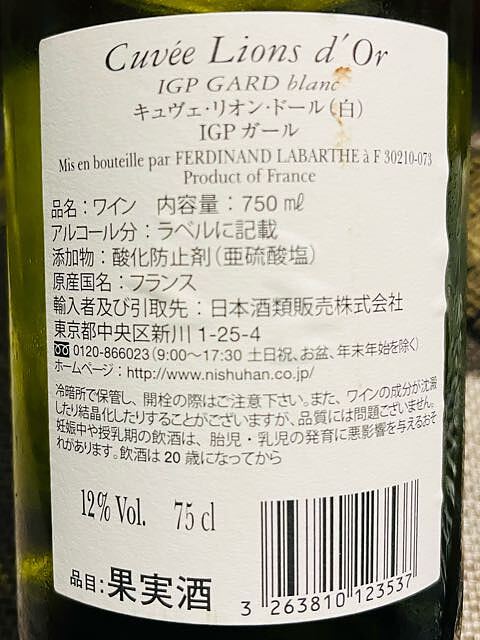 Cuvée Lions d'Or
IGP GARD blanc
キュヴェ・リオン・ドール（白）
IGP ガール
Mis en bouteille par FERDINAND LABARTHE à F 30210-073
Product of France
品名：ワイン　内容量：750 ㎖
アルコール分：ラベルに記載
添加物：酸化防止剤（亜硫酸塩）
原産国名：フランス
輸入者及び引取先：日本酒類販売株式会社
東京都中央区新川 1-25-4
0120-866023（9:00～17:30 土日祝、お盆、年末年始を除く）
ホームページ：http://www.nishuhan.co.jp/
冷暗所で保管し、開栓の際はご注意下さい。また、ワインの成分が沈澱
したり結晶化したりすることがございますが、品質には問題ございません。
妊娠中や授乳期の飲酒は、胎児・乳児の発育に悪影響を与えるおそ
れがあります。飲酒は 20 歳になってから
12% Vol.　75 cl
品目：果実酒
3 263810 123537